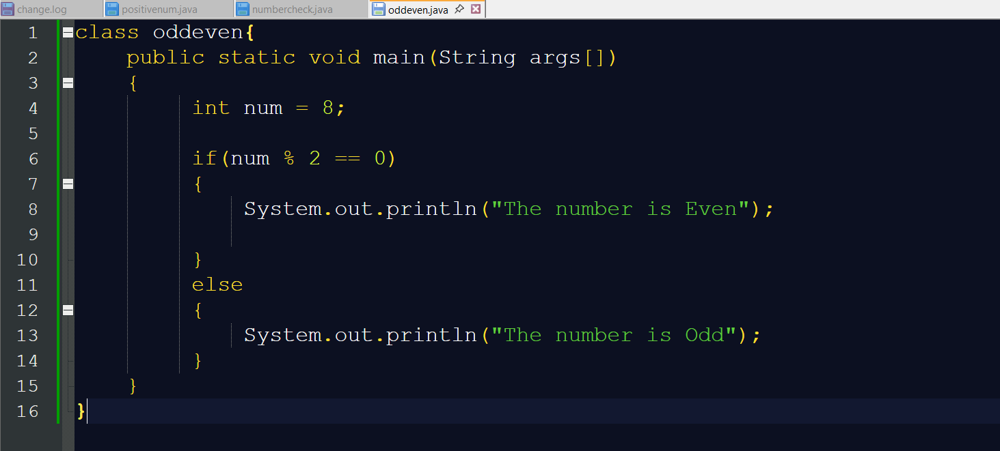 change.log positivenum.java numbercheck.java oddeven.java
1 class oddeven{
2 public static void main(String args[])
3 {
4 int num = 8;
5
6 if(num % 2 == 0)
7 {
8 System.out.println("The number is Even");
9
10 }
11 else
12 {
13 System.out.println("The number is Odd");
14 }
15 }
16 }